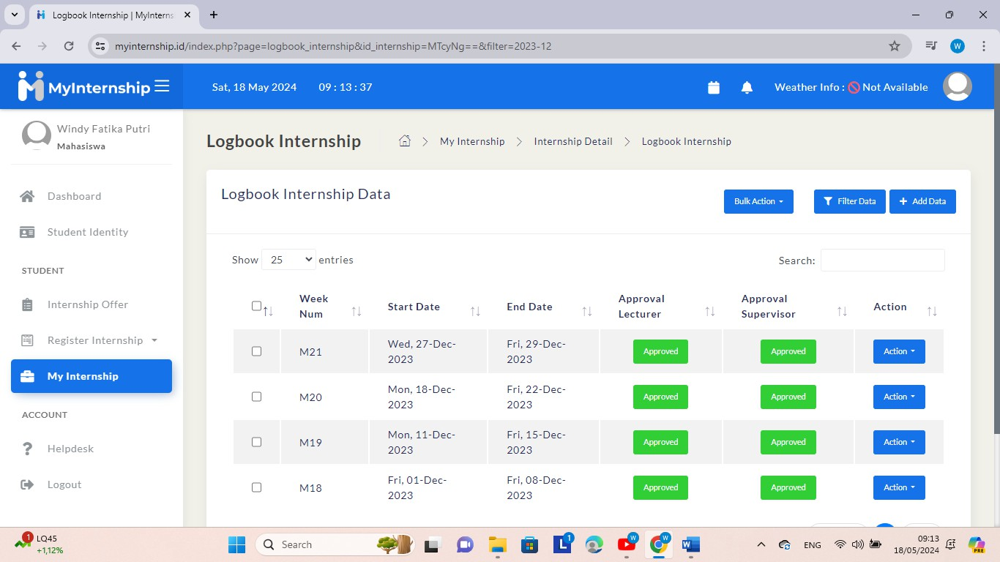 Logbook Internship | MyInterns
myinternship.id/index.php?page=logbook_internship&id_internship=MTcyNg==&filter=2023-12
W
MyInternship
Sat, 18 May 2024
09 : 13 : 37
Weather Info : Not Available
Windy Fatika Putri
Mahasiswa
Dashboard
Student Identity
STUDENT
Internship Offer
Register Internship
My Internship
ACCOUNT
Helpdesk
Logout
Logbook Internship
My Internship
Internship Detail
Logbook Internship
Logbook Internship Data
Bulk Action
Filter Data
Add Data
Show 25 entries
Search:
Week
Num
Start Date
End Date
Approval
Lecturer
Approval
Supervisor
Action
M21
Wed, 27-Dec-
2023
Fri, 29-Dec-
2023
Approved
Approved
Action
M20
Mon, 18-Dec-
2023
Fri, 22-Dec-
2023
Approved
Approved
Action
M19
Mon, 11-Dec-
2023
Fri, 15-Dec-
2023
Approved
Approved
Action
M18
Fri, 01-Dec-
2023
Fri, 08-Dec-
2023
Approved
Approved
Action
1
LQ45
+1,12%
Search
L
1
W
W
W
ENG
09:13
18/05/2024
PRE